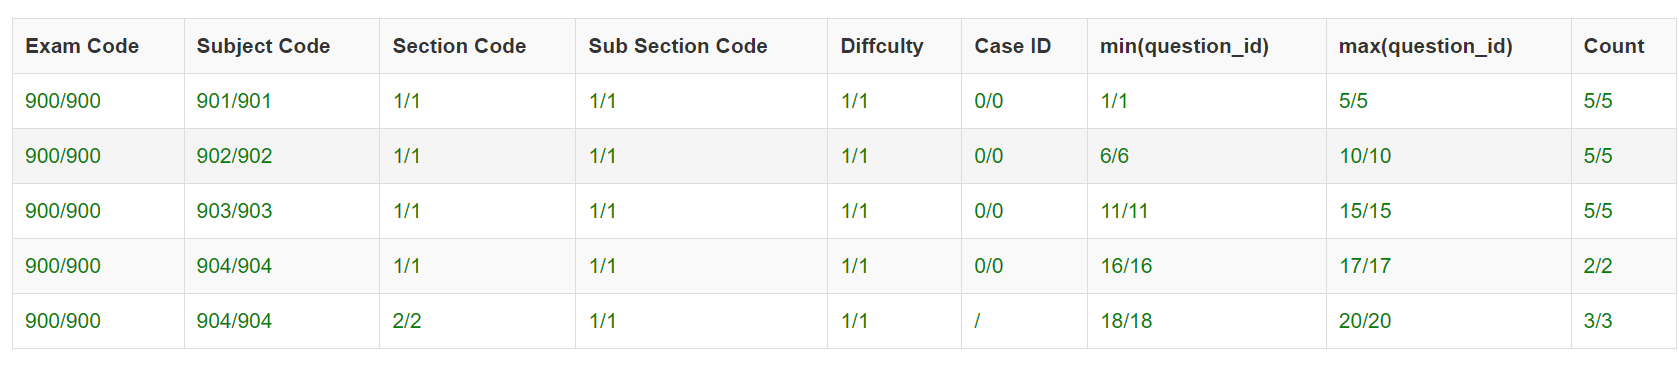 Exam Code Subject Code Section Code Sub Section Code Diffculty Case ID min(question_id) max(question_id) Count
900/900 901/901 1/1 1/1 1/1 0/0 1/1 5/5 5/5
900/900 902/902 1/1 1/1 1/1 0/0 6/6 10/10 5/5
900/900 903/903 1/1 1/1 1/1 0/0 11/11 15/15 5/5
900/900 904/904 1/1 1/1 1/1 0/0 16/16 17/17 2/2
900/900 904/904 2/2 1/1 1/1 / 18/18 20/20 3/3